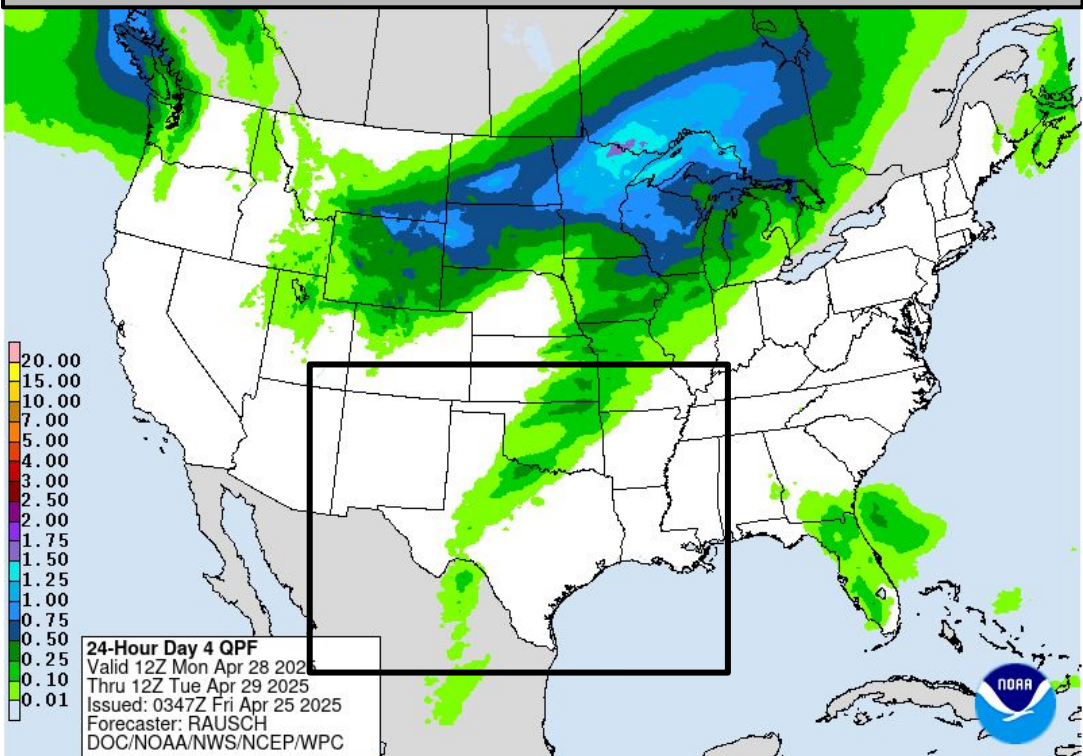 20.00
15.00
10.00
7.00
5.00
4.00
3.00
2.50
2.00
1.75
1.50
1.25
1.00
0.75
0.50
0.25
0.10
0.01
24-Hour Day 4 QPF
Valid 12Z Mon Apr 28 2025
Thru 12Z Tue Apr 29 2025
Issued: 0347Z Fri Apr 25 2025
Forecaster: RAUSCH
DOC/NOAA/NWS/NCEP/WPC
NOAA